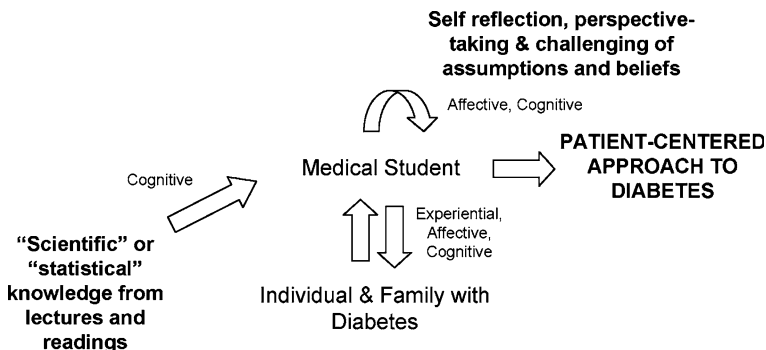 Self reflection, perspective-
taking & challenging of
assumptions and beliefs
Affective, Cognitive
Medical Student
PATIENT-CENTERED
APPROACH TO
DIABETES
Cognitive
Experiential,
Affective,
Cognitive
“Scientific” or
“statistical”
knowledge from
lectures and
readings
Individual & Family with
Diabetes